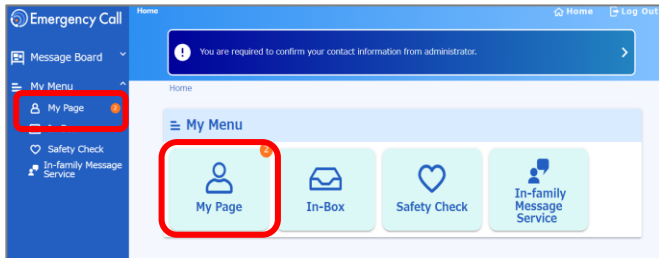 Emergency Call
Home
Home
Log Out
Message Board
You are required to confirm your contact information from administrator.
My Menu
My Page 2
Safety Check
In-family Message
Service
Home
My Menu
2
My Page
In-Box
Safety Check
In-family
Message
Service